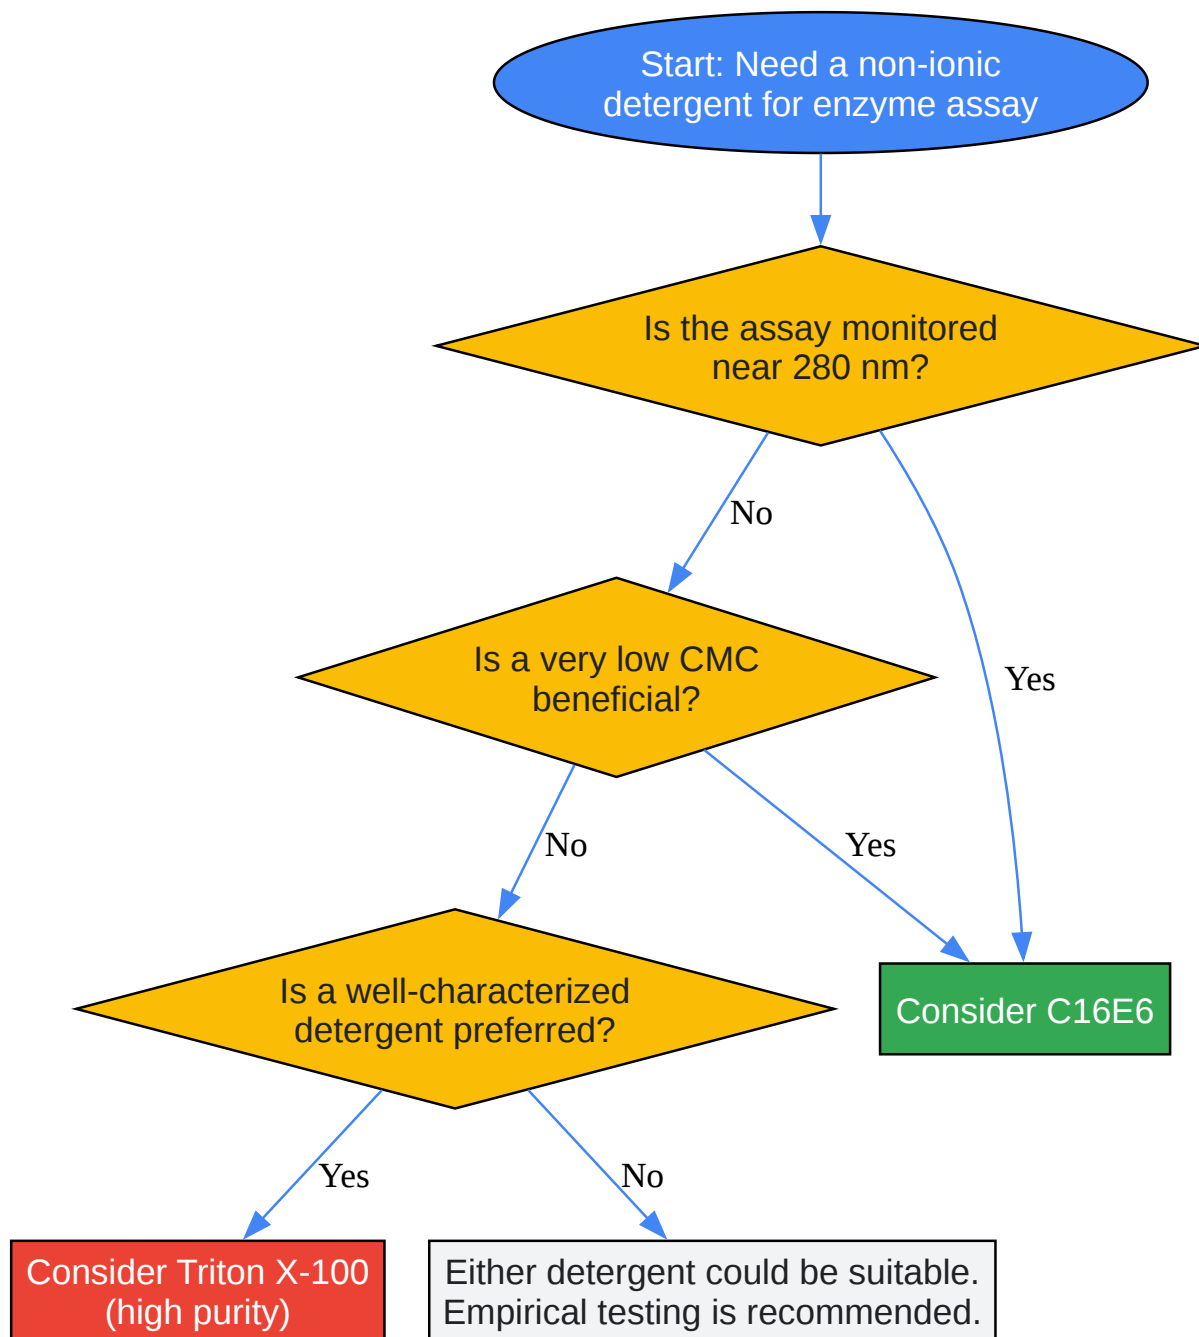 Start: Need a non-ionic
detergent for enzyme assay
Is the assay monitored
near 280 nm?
No
Yes
Is a very low CMC
beneficial?
No
Yes
Is a well-characterized
detergent preferred?
Consider C16E6
Yes
No
Consider Triton X-100
(high purity)
Either detergent could be suitable.
Empirical testing is recommended.